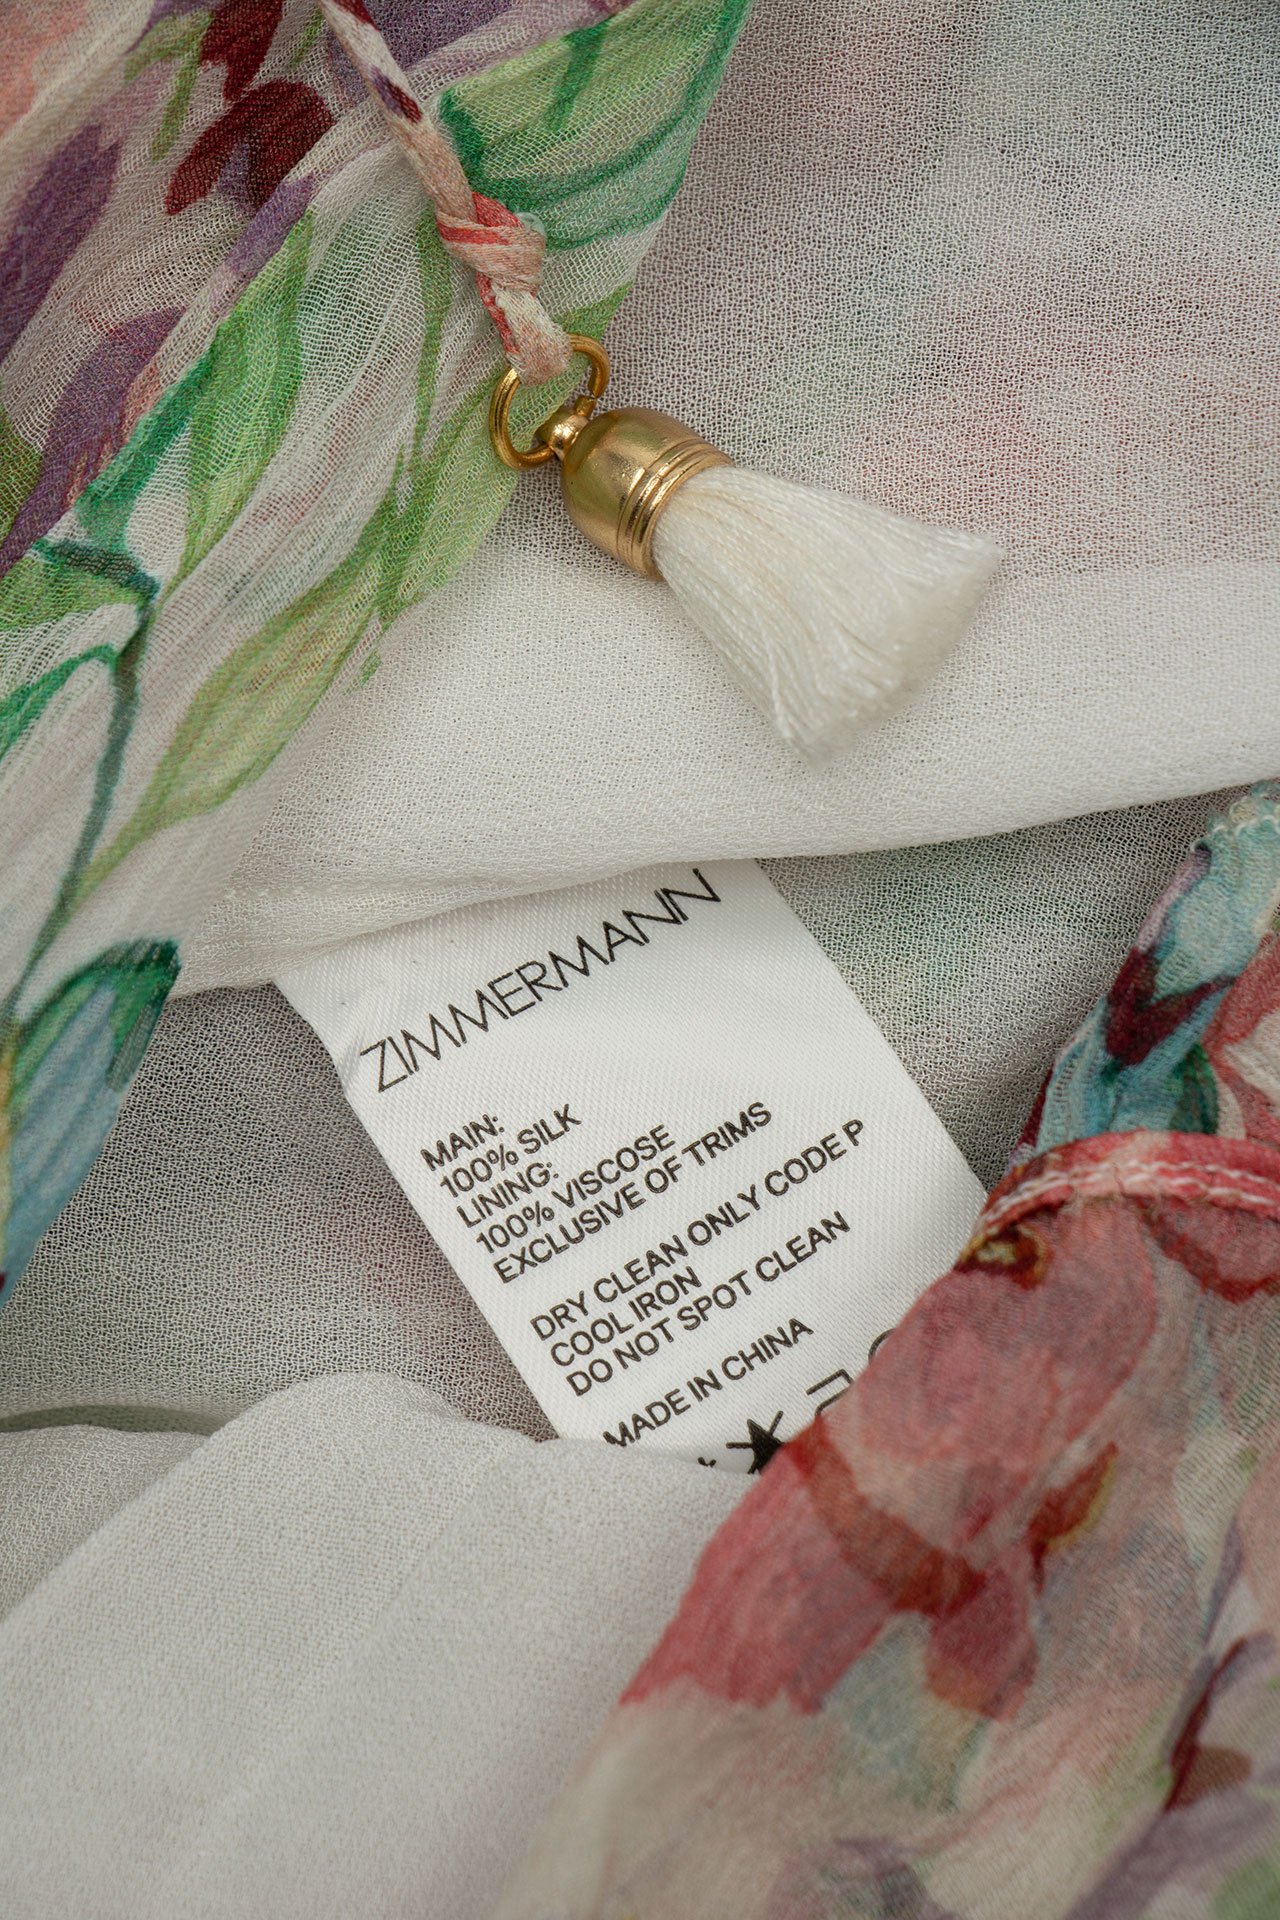 ZIMMERMANN
MAIN:
100% SILK
LINING:
100% VISCOSE
EXCLUSIVE OF TRIMS
DRY CLEAN ONLY CODE P
COOL IRON
DO NOT SPOT CLEAN
MADE IN CHINA